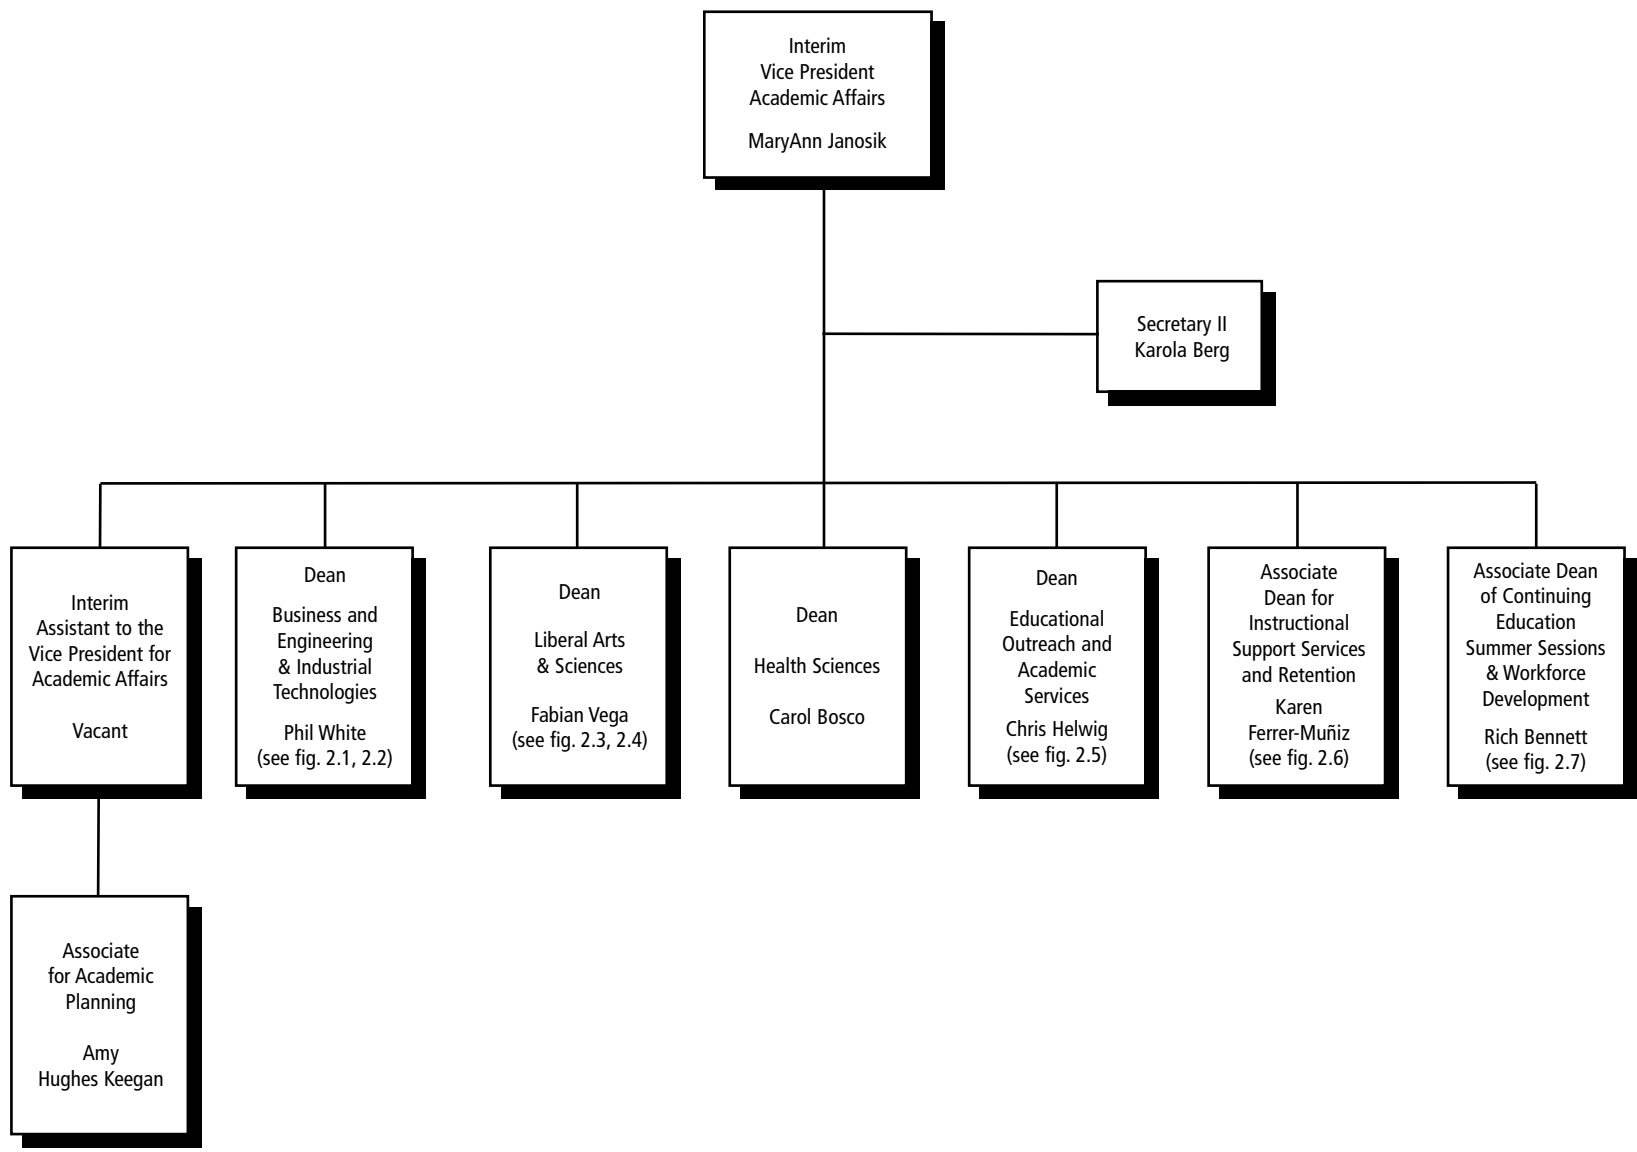 Interim
Vice President
Academic Affairs
MaryAnn Janosik
Secretary II
Karola Berg
Interim
Assistant to the
Vice President for
Academic Affairs
Vacant
Dean
Business and
Engineering
& Industrial
Technologies
Phil White
(see fig. 2.1, 2.2)
Dean
Liberal Arts
& Sciences
Fabian Vega
(see fig. 2.3, 2.4)
Dean
Health Sciences
Carol Bosco
Dean
Educational
Outreach and
Academic
Services
Chris Helwig
(see fig. 2.5)
Associate
Dean for
Instructional
Support Services
and Retention
Karen
Ferrer-Muñiz
(see fig. 2.6)
Associate Dean
of Continuing
Education
Summer Sessions
& Workforce
Development
Rich Bennett
(see fig. 2.7)
Associate
for Academic
Planning
Amy
Hughes Keegan